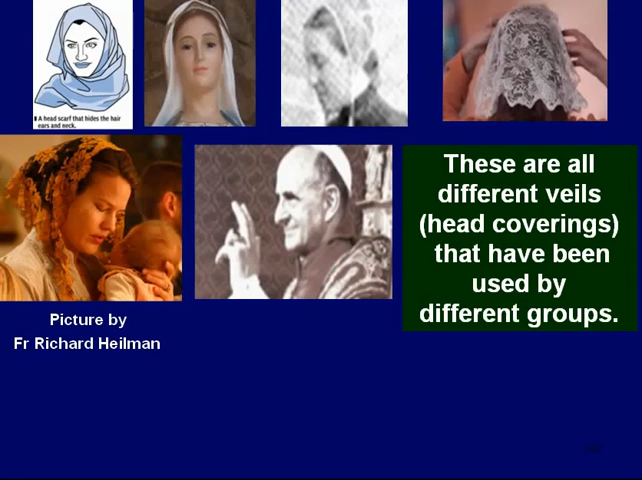 A head scarf that hides the hair
ears and neck.
These are all
different veils
(head coverings)
that have been
used by
different groups.
Picture by
Fr Richard Heilman